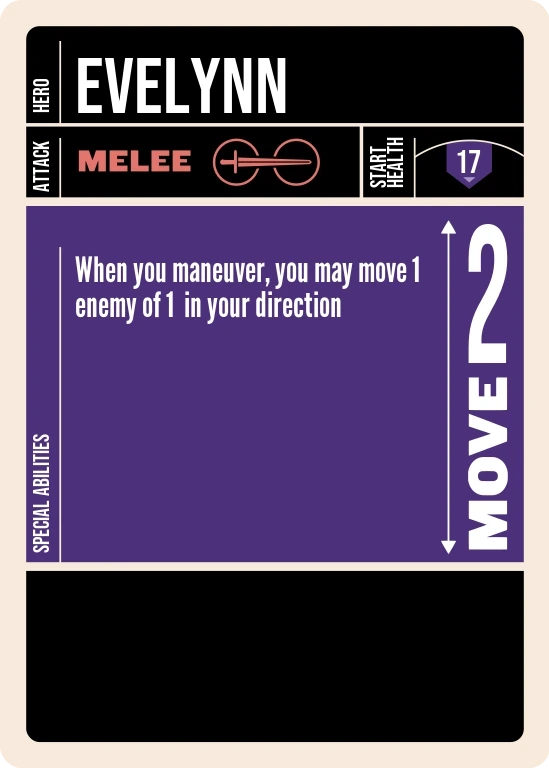 HERO
EVELYNN
ATTACK
MELEE
START
HEALTH
17
SPECIAL ABILITIES
When you maneuver, you may move 1
enemy of 1 in your direction
MOVE 2